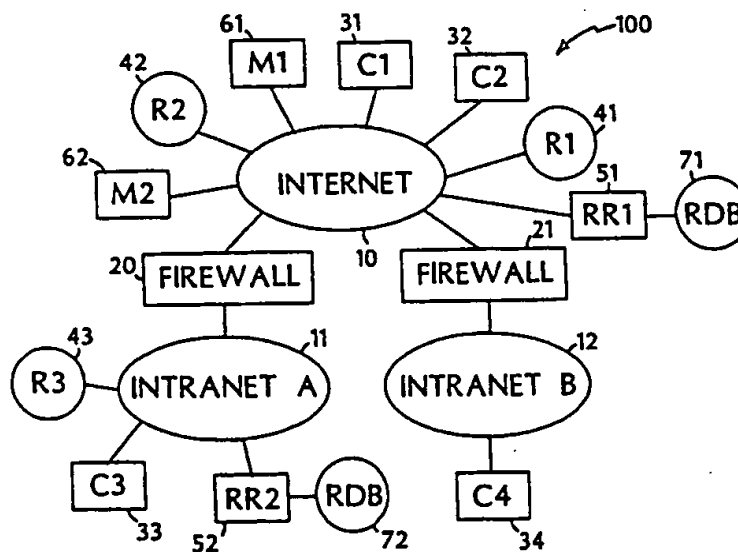 61
31
32
100
42
M1
C1
C2
R2
41
62
R1
51
71
M2
INTERNET
RR1
RDB
10
21
20
FIREWALL
FIREWALL
43
11
12
R3
INTRANET A
INTRANET B
C3
RR2
RDB
C4
33
52
72
34